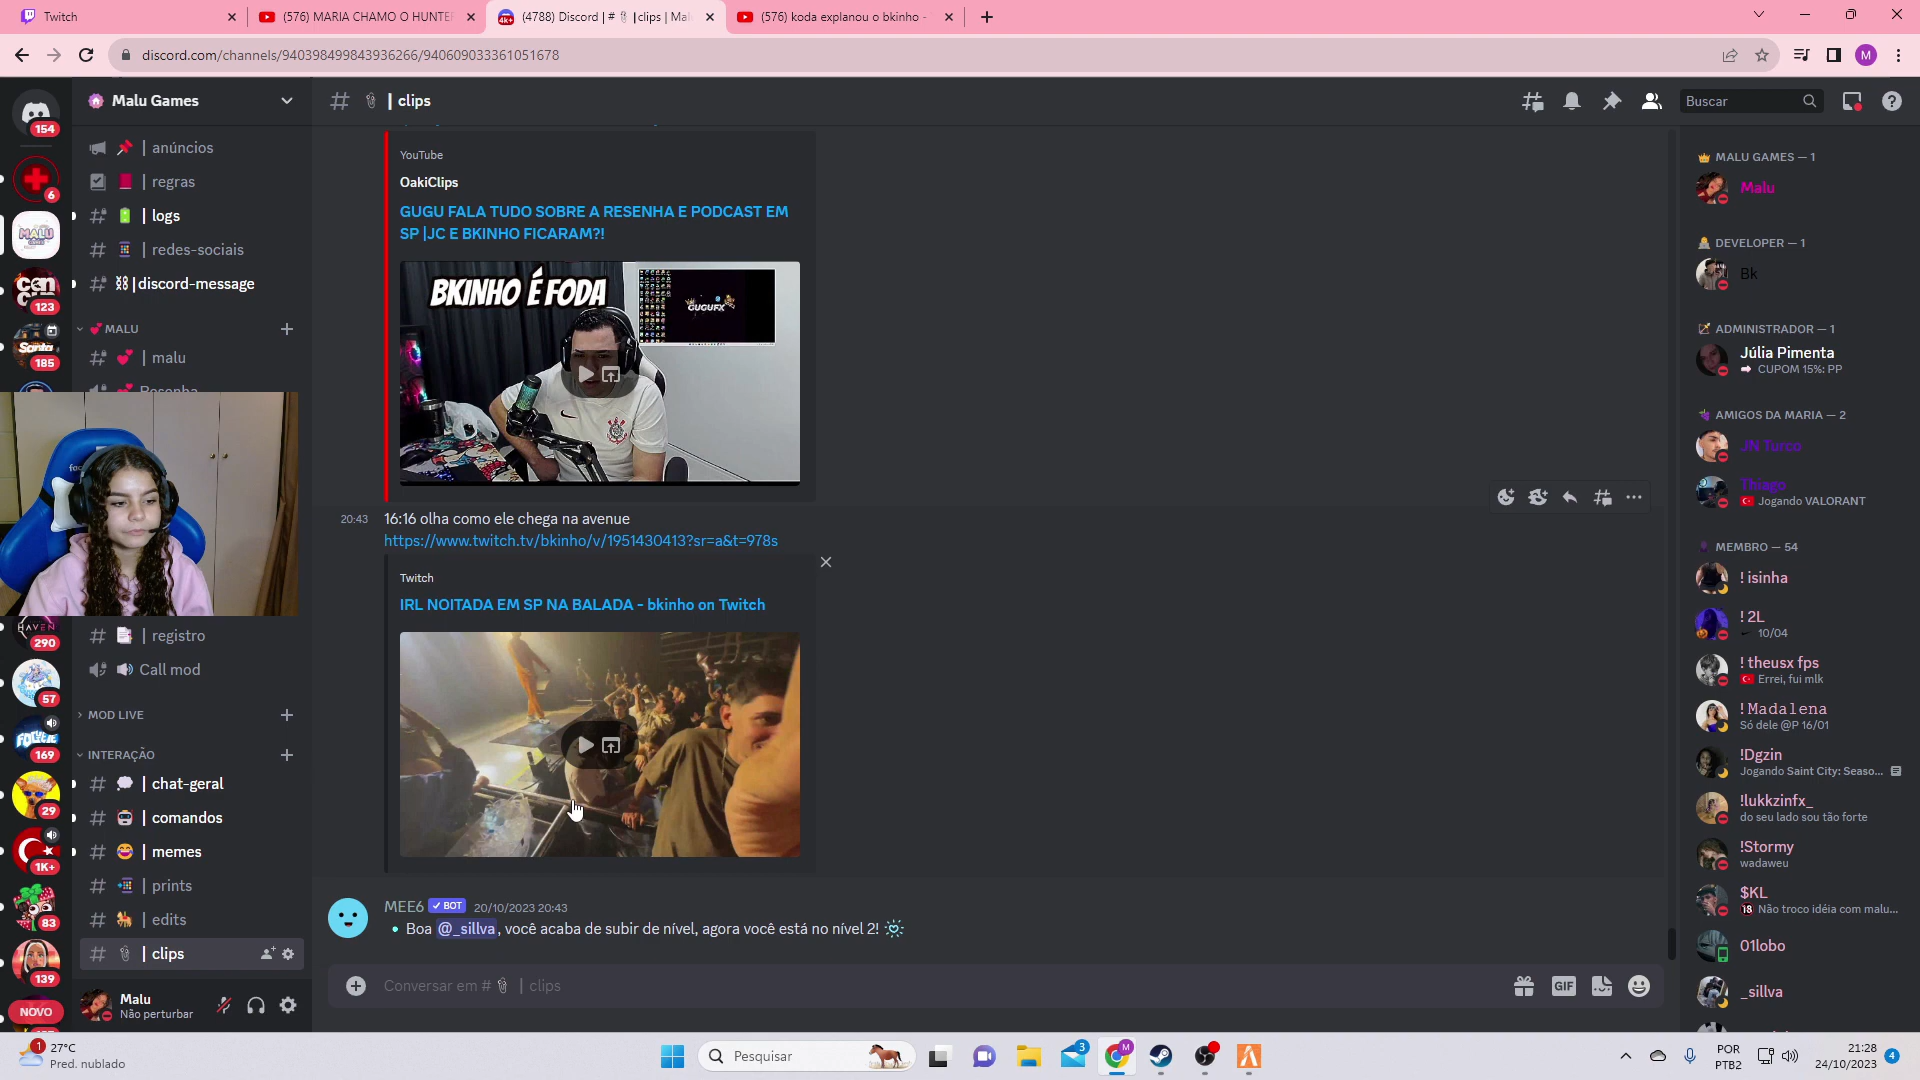 Twitch
(576) MARIA CHAMO O HUNTE
(4788) Discord | # | clips | Mal
(576) koda explanou o bkinho -
discord.com/channels/940398499843936266/940609033361051678
M
Malu Games
# | clips
Buscar
154
6
MALU
123
185
290
57
169
29
1K+
83
139
NOVO
| anúncios
| regras
| logs
| redes-sociais
|discord-message
MALU
| malu
Resenha
| registro
Call mod
MOD LIVE
INTERAÇÃO
| chat-geral
| comandos
| memes
| prints
| edits
| clips
Malu
Não perturbar
YouTube
OakiClips
GUGU FALA TUDO SOBRE A RESENHA E PODCAST EM
SP |JC E BKINHO FICARAM?!
BKINHO É FODA
GUGUFX
20:43
16:16 olha como ele chega na avenue
https://www.twitch.tv/bkinho/v/1951430413?sr=a&t=978s
Twitch
IRL NOITADA EM SP NA BALADA - bkinho on Twitch
MEE6 ✓ BOT 20/10/2023 20:43
• Boa @_sillva, você acaba de subir de nível, agora você está no nível 2!
Conversar em # | clips
GIF
MALU GAMES — 1
Malu
DEVELOPER — 1
Bk
ADMINISTRADOR — 1
Júlia Pimenta
CUPOM 15%: PP
AMIGOS DA MARIA — 2
JN Turco
Thiago
Jogando VALORANT
MEMBRO — 54
! isinha
! 2L
10/04
! theusx fps
Errei, fui mlk
!Madalena
Só dele @P 16/01
!Dgzin
Jogando Saint City: Seaso...
!lukkzinfx_
do seu lado sou tão forte
!Stormy
wadaweu
$KL
Não troco idéia com malu...
01lobo
_sillva
1
27°C
Pred. nublado
Pesquisar
3
M
POR
PTB2
21:28
24/10/2023
4